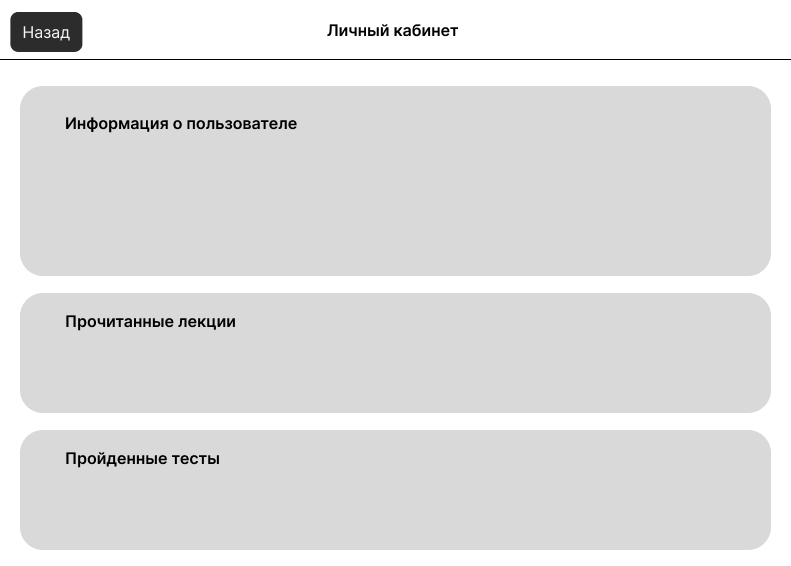 Назад
Личный кабинет
Информация о пользователе
Прочитанные лекции
Пройденные тесты